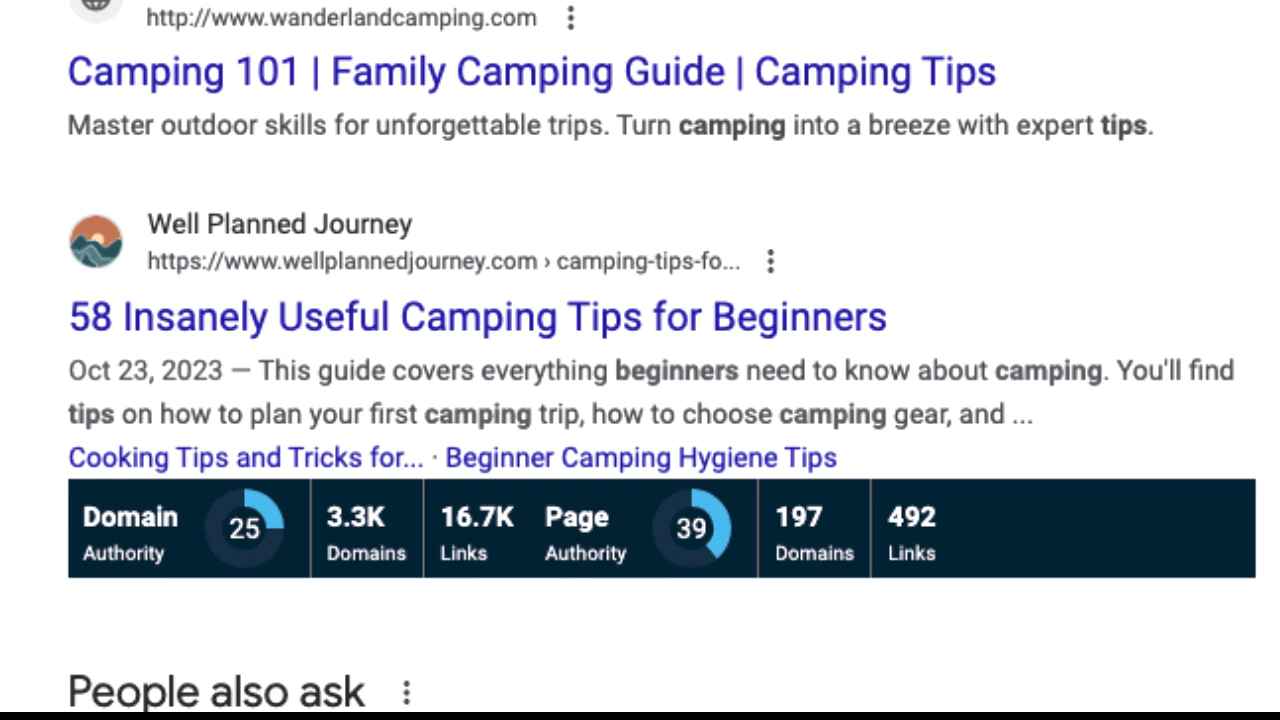 http://www.wanderlandcamping.com
Camping 101 | Family Camping Guide | Camping Tips
Master outdoor skills for unforgettable trips. Turn camping into a breeze with expert tips.
Well Planned Journey
https://www.wellplannedjourney.com › camping-tips-fo...
58 Insanely Useful Camping Tips for Beginners
Oct 23, 2023 — This guide covers everything beginners need to know about camping. You'll find
tips on how to plan your first camping trip, how to choose camping gear, and ...
Cooking Tips and Tricks for... · Beginner Camping Hygiene Tips
Domain 25 3.3K 16.7K Page 39 197 492
Authority Domains Links Authority Domains Links
People also ask